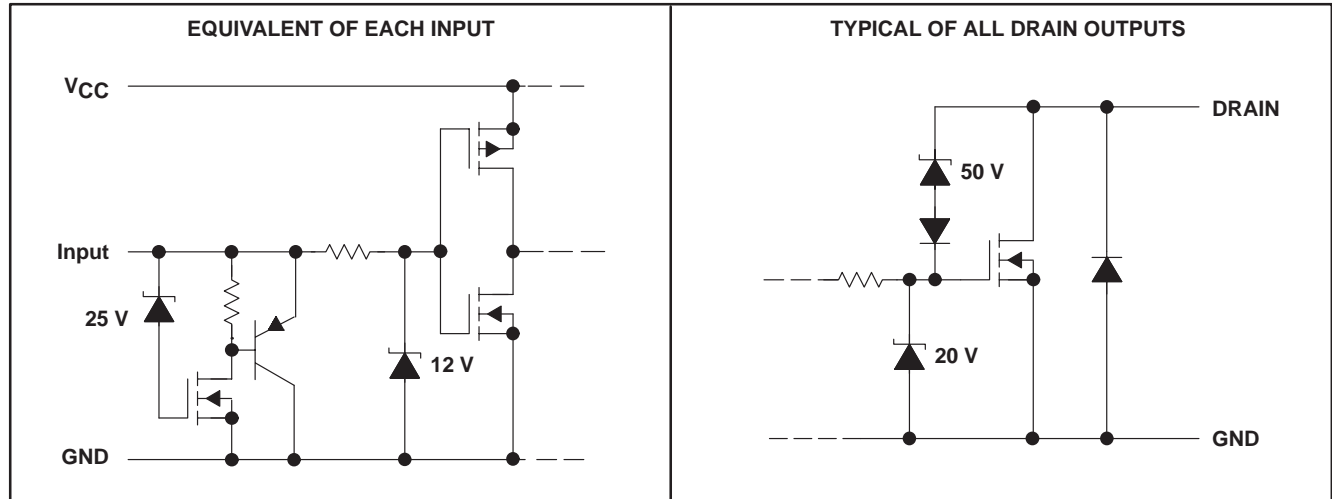 EQUIVALENT OF EACH INPUT
VCC
Input
25 V
12 V
GND
TYPICAL OF ALL DRAIN OUTPUTS
DRAIN
50 V
20 V
GND